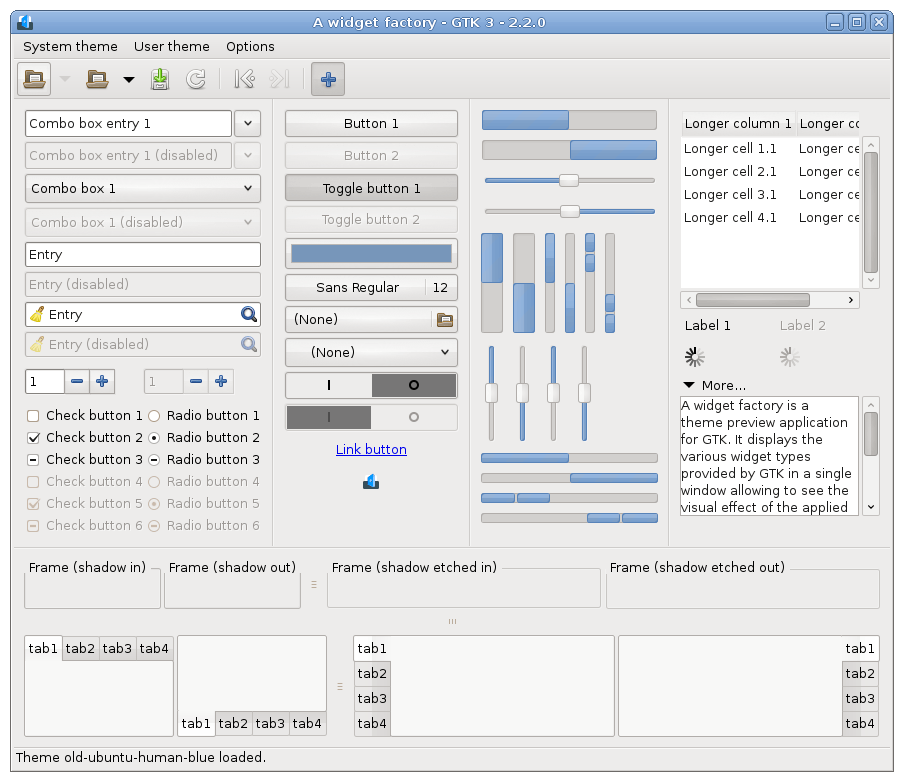 A widget factory - GTK 3 - 2.2.0
System theme User theme Options
Combo box entry 1
Combo box entry 1 (disabled)
Combo box 1
Combo box 1 (disabled)
Entry
Entry (disabled)
Entry
Entry (disabled)
1 1
Check button 1 Radio button 1
Check button 2 Radio button 2
Check button 3 Radio button 3
Check button 4 Radio button 4
Check button 5 Radio button 5
Check button 6 Radio button 6
Button 1
Button 2
Toggle button 1
Toggle button 2
Sans Regular 12
(None)
(None)
Link button
Longer column 1 Longer co
Longer cell 1.1 Longer ce
Longer cell 2.1 Longer ce
Longer cell 3.1 Longer ce
Longer cell 4.1 Longer ce
Label 1 Label 2
More...
A widget factory is a
theme preview application
for GTK. It displays the
various widget types
provided by GTK in a single
window allowing to see the
visual effect of the applied
Frame (shadow in) Frame (shadow out) Frame (shadow etched in) Frame (shadow etched out)
tab1 tab2 tab3 tab4
tab1 tab2 tab3 tab4
tab1
tab2
tab3
tab4
tab1
tab2
tab3
tab4
Theme old-ubuntu-human-blue loaded.